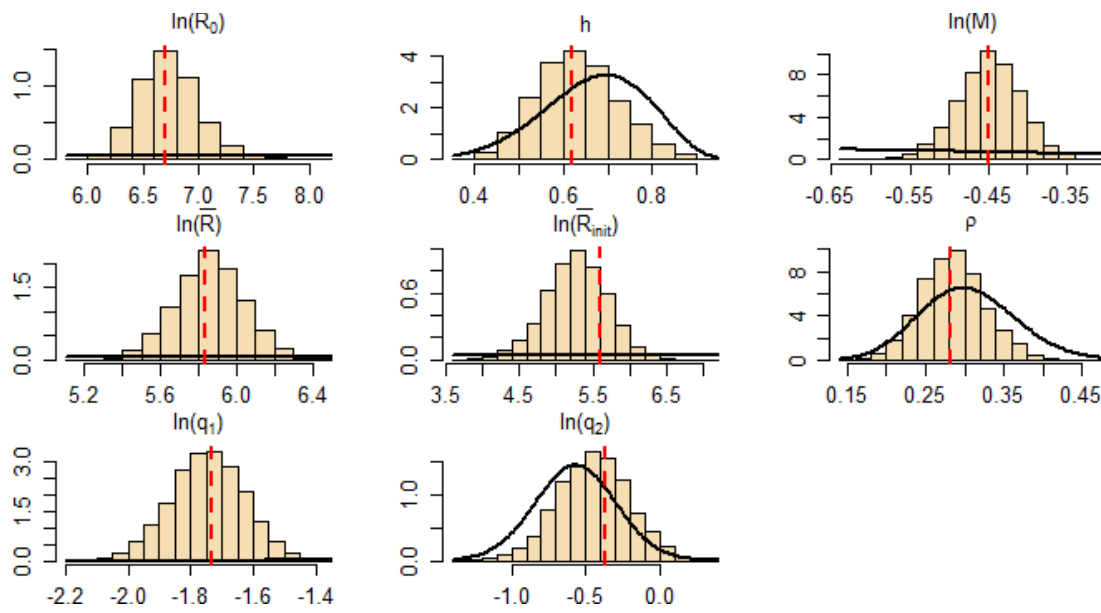 ln(R₀)
0.0 1.0
6.0 6.5 7.0 7.5 8.0
h
0 2 4
0.4 0.6 0.8
ln(M)
0 4 8
-0.65 -0.55 -0.45 -0.35
ln(R̅)
0.0 1.5
5.2 5.6 6.0 6.4
ln(R̅init)
0.0 0.6
3.5 4.5 5.5 6.5
ρ
0 4 8
0.15 0.25 0.35 0.45
ln(q₁)
0.0 1.5 3.0
-2.2 -2.0 -1.8 -1.6 -1.4
ln(q₂)
0.0 1.0
-1.0 -0.5 0.0